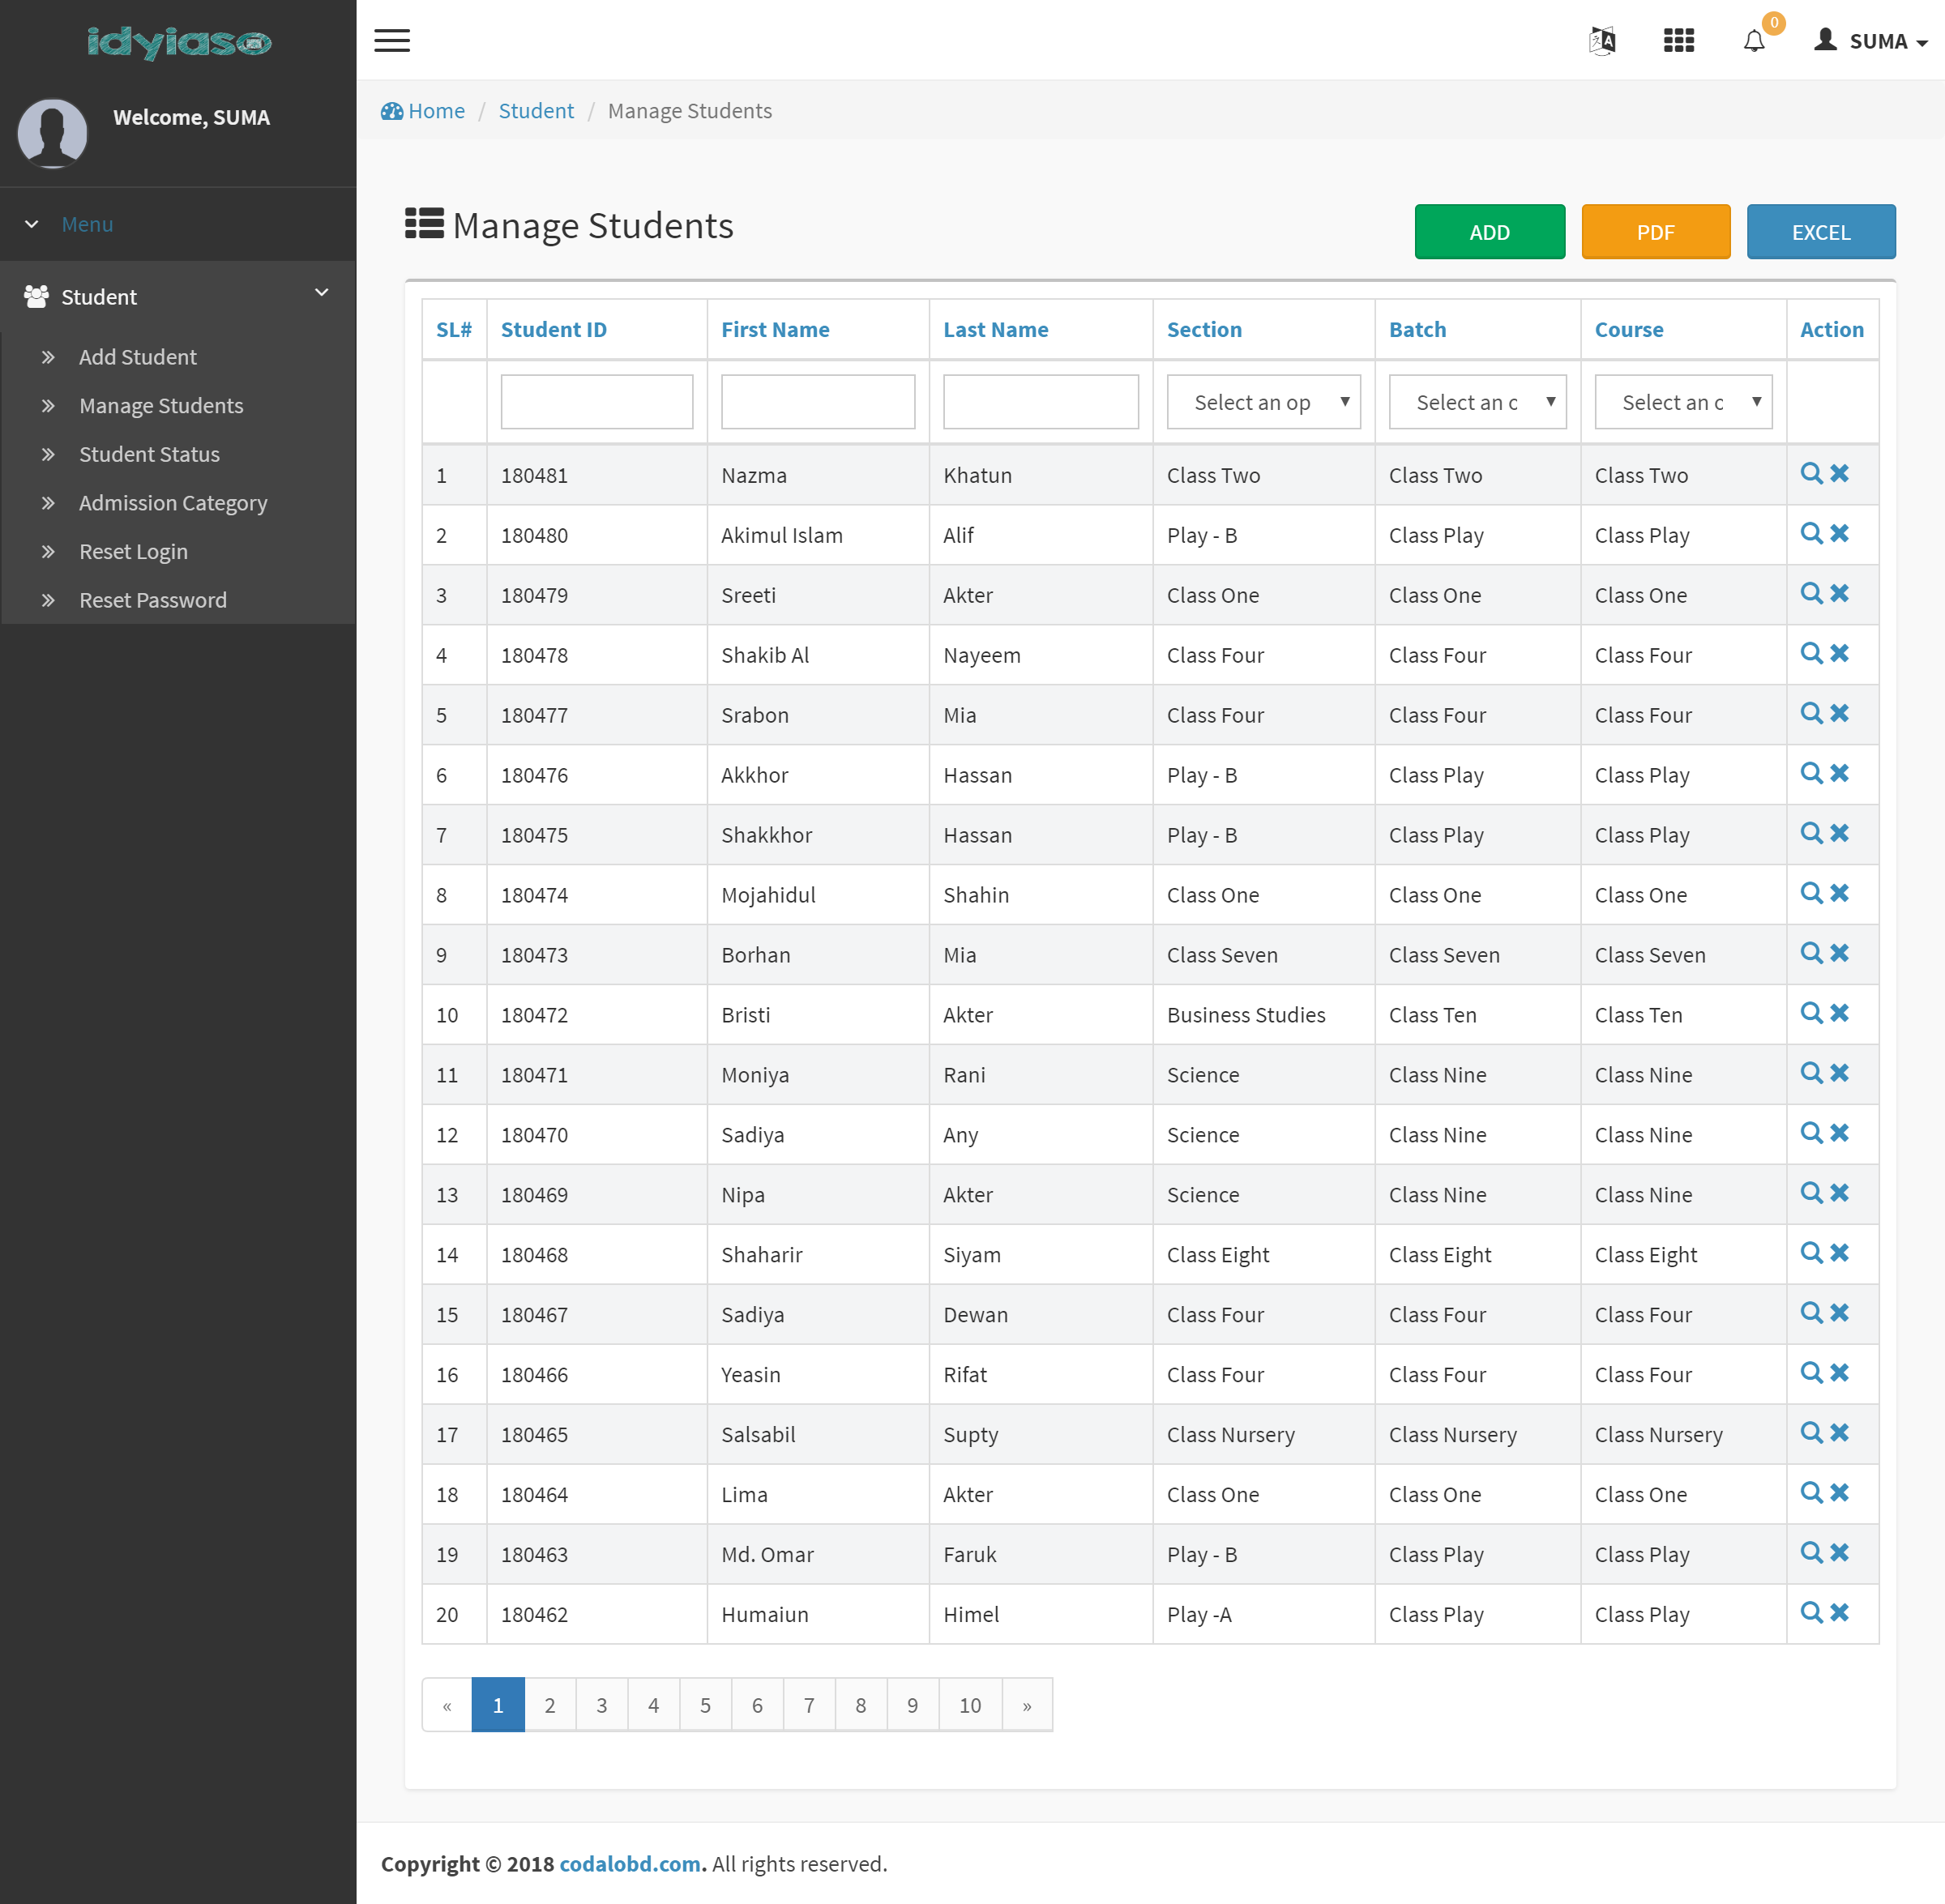 idyiaso
Welcome, SUMA
Menu
Student
Add Student
Manage Students
Student Status
Admission Category
Reset Login
Reset Password
0
SUMA
Home / Student / Manage Students
Manage Students
ADD PDF EXCEL
SL# Student ID First Name Last Name Section Batch Course Action
Select an op Select an c Select an c
1 180481 Nazma Khatun Class Two Class Two Class Two
2 180480 Akimul Islam Alif Play - B Class Play Class Play
3 180479 Sreeti Akter Class One Class One Class One
4 180478 Shakib Al Nayeem Class Four Class Four Class Four
5 180477 Srabon Mia Class Four Class Four Class Four
6 180476 Akkhor Hassan Play - B Class Play Class Play
7 180475 Shakkhor Hassan Play - B Class Play Class Play
8 180474 Mojahidul Shahin Class One Class One Class One
9 180473 Borhan Mia Class Seven Class Seven Class Seven
10 180472 Bristi Akter Business Studies Class Ten Class Ten
11 180471 Moniya Rani Science Class Nine Class Nine
12 180470 Sadiya Any Science Class Nine Class Nine
13 180469 Nipa Akter Science Class Nine Class Nine
14 180468 Shaharir Siyam Class Eight Class Eight Class Eight
15 180467 Sadiya Dewan Class Four Class Four Class Four
16 180466 Yeasin Rifat Class Four Class Four Class Four
17 180465 Salsabil Supty Class Nursery Class Nursery Class Nursery
18 180464 Lima Akter Class One Class One Class One
19 180463 Md. Omar Faruk Play - B Class Play Class Play
20 180462 Humaiun Himel Play -A Class Play Class Play
« 1 2 3 4 5 6 7 8 9 10 »
Copyright © 2018 codalobd.com. All rights reserved.